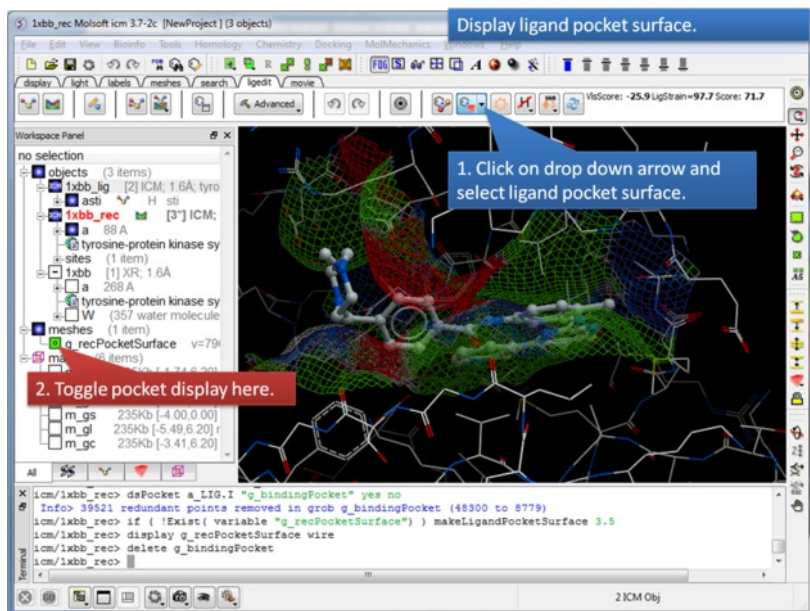 1xbb_rec Molsoft icm 3.7-2c [NewProject] (3 objects)
Display ligand pocket surface.
File Edit View Bioinfo Tools Homology Chemistry Docking MolMechanics Windows Help
display light labels meshes search ligedit movie
Advanced
VlsScore: -25.9 LigStrain=97.7 Score: 71.7
Workspace Panel
1. Click on drop down arrow and
select ligand pocket surface.
no selection
objects (3 items)
1xbb_lig [2] ICM; 1.6Å; tyro
asti H sti
1xbb_rec [3*] ICM;
a 88 A
tyrosine-protein kinase sy
sites (1 item)
1xbb [1] XR; 1.6Å
a 268 A
tyrosine-protein kinase sy
W (357 water molecule
meshes (1 item)
g_recPocketSurface v=790
2. Toggle pocket display here.
m_gs 235Kb [-4.00,0.00]
m_gl 235Kb [-5.49,6.20] r
m_gc 235Kb [-3.41,6.20]
All
icm/1xbb_rec> dsPocket a_LIG.I "g_bindingPocket" yes no
Info> 39521 redundant points removed in grob g_bindingPocket (48300 to 8779)
icm/1xbb_rec> if ( !Exist( variable "g_recPocketSurface") ) makeLigandPocketSurface 3.5
icm/1xbb_rec> display g_recPocketSurface wire
icm/1xbb_rec> delete g_bindingPocket
icm/1xbb_rec>
Terminal
2 ICM Obj